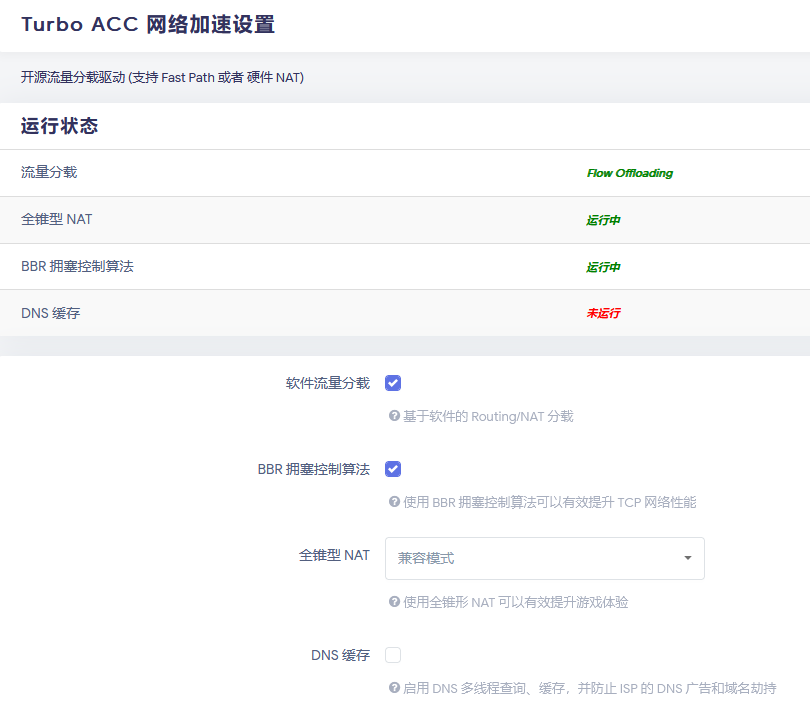 Turbo ACC 网络加速设置
开源流量分载驱动 (支持 Fast Path 或者 硬件 NAT)
运行状态
流量分载 Flow Offloading
全锥型 NAT 运行中
BBR 拥塞控制算法 运行中
DNS 缓存 未运行
软件流量分载
基于软件的 Routing/NAT 分载
BBR 拥塞控制算法
使用 BBR 拥塞控制算法可以有效提升 TCP 网络性能
全锥型 NAT 兼容模式
使用全锥形 NAT 可以有效提升游戏体验
DNS 缓存
启用 DNS 多线程查询、缓存，并防止 ISP 的 DNS 广告和域名劫持